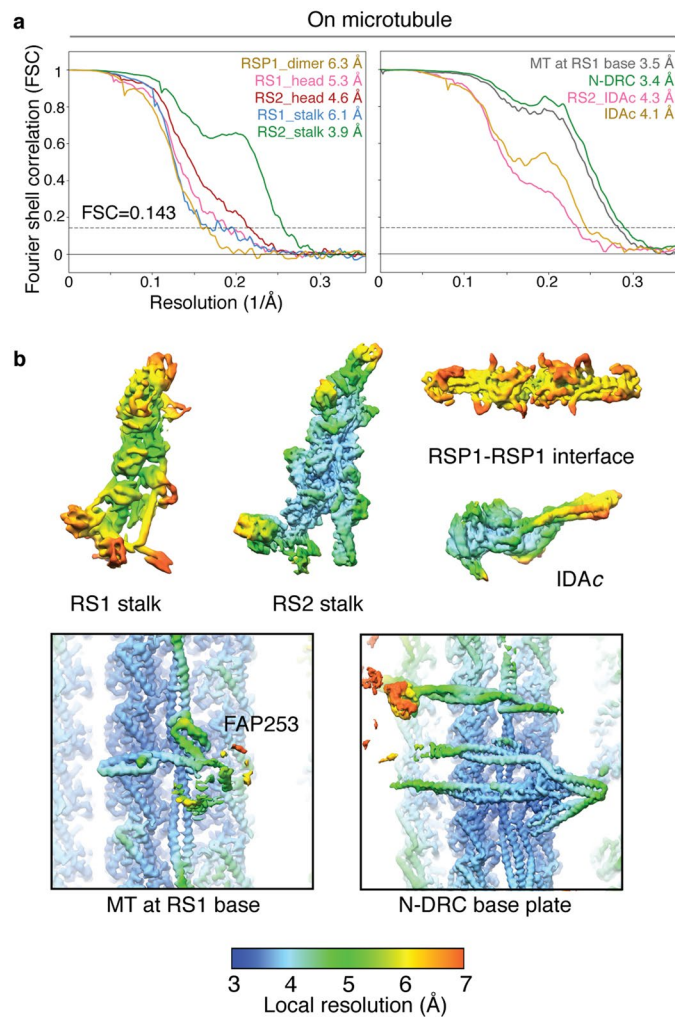 On microtubule
a
Fourier shell correlation (FSC)
1
0.8
0.6
0.4
0.2
0
RSP1_dimer 6.3 Å
RS1_head 5.3 Å
RS2_head 4.6 Å
RS1_stalk 6.1 Å
RS2_stalk 3.9 Å
FSC=0.143
0 0.1 0.2 0.3
Resolution (1/Å)
MT at RS1 base 3.5 Å
N-DRC 3.4 Å
RS2_IDAc 4.3 Å
IDAc 4.1 Å
0 0.1 0.2 0.3
b
RS1 stalk
RS2 stalk
RSP1-RSP1 interface
IDAc
FAP253
MT at RS1 base
N-DRC base plate
3 4 5 6 7
Local resolution (Å)